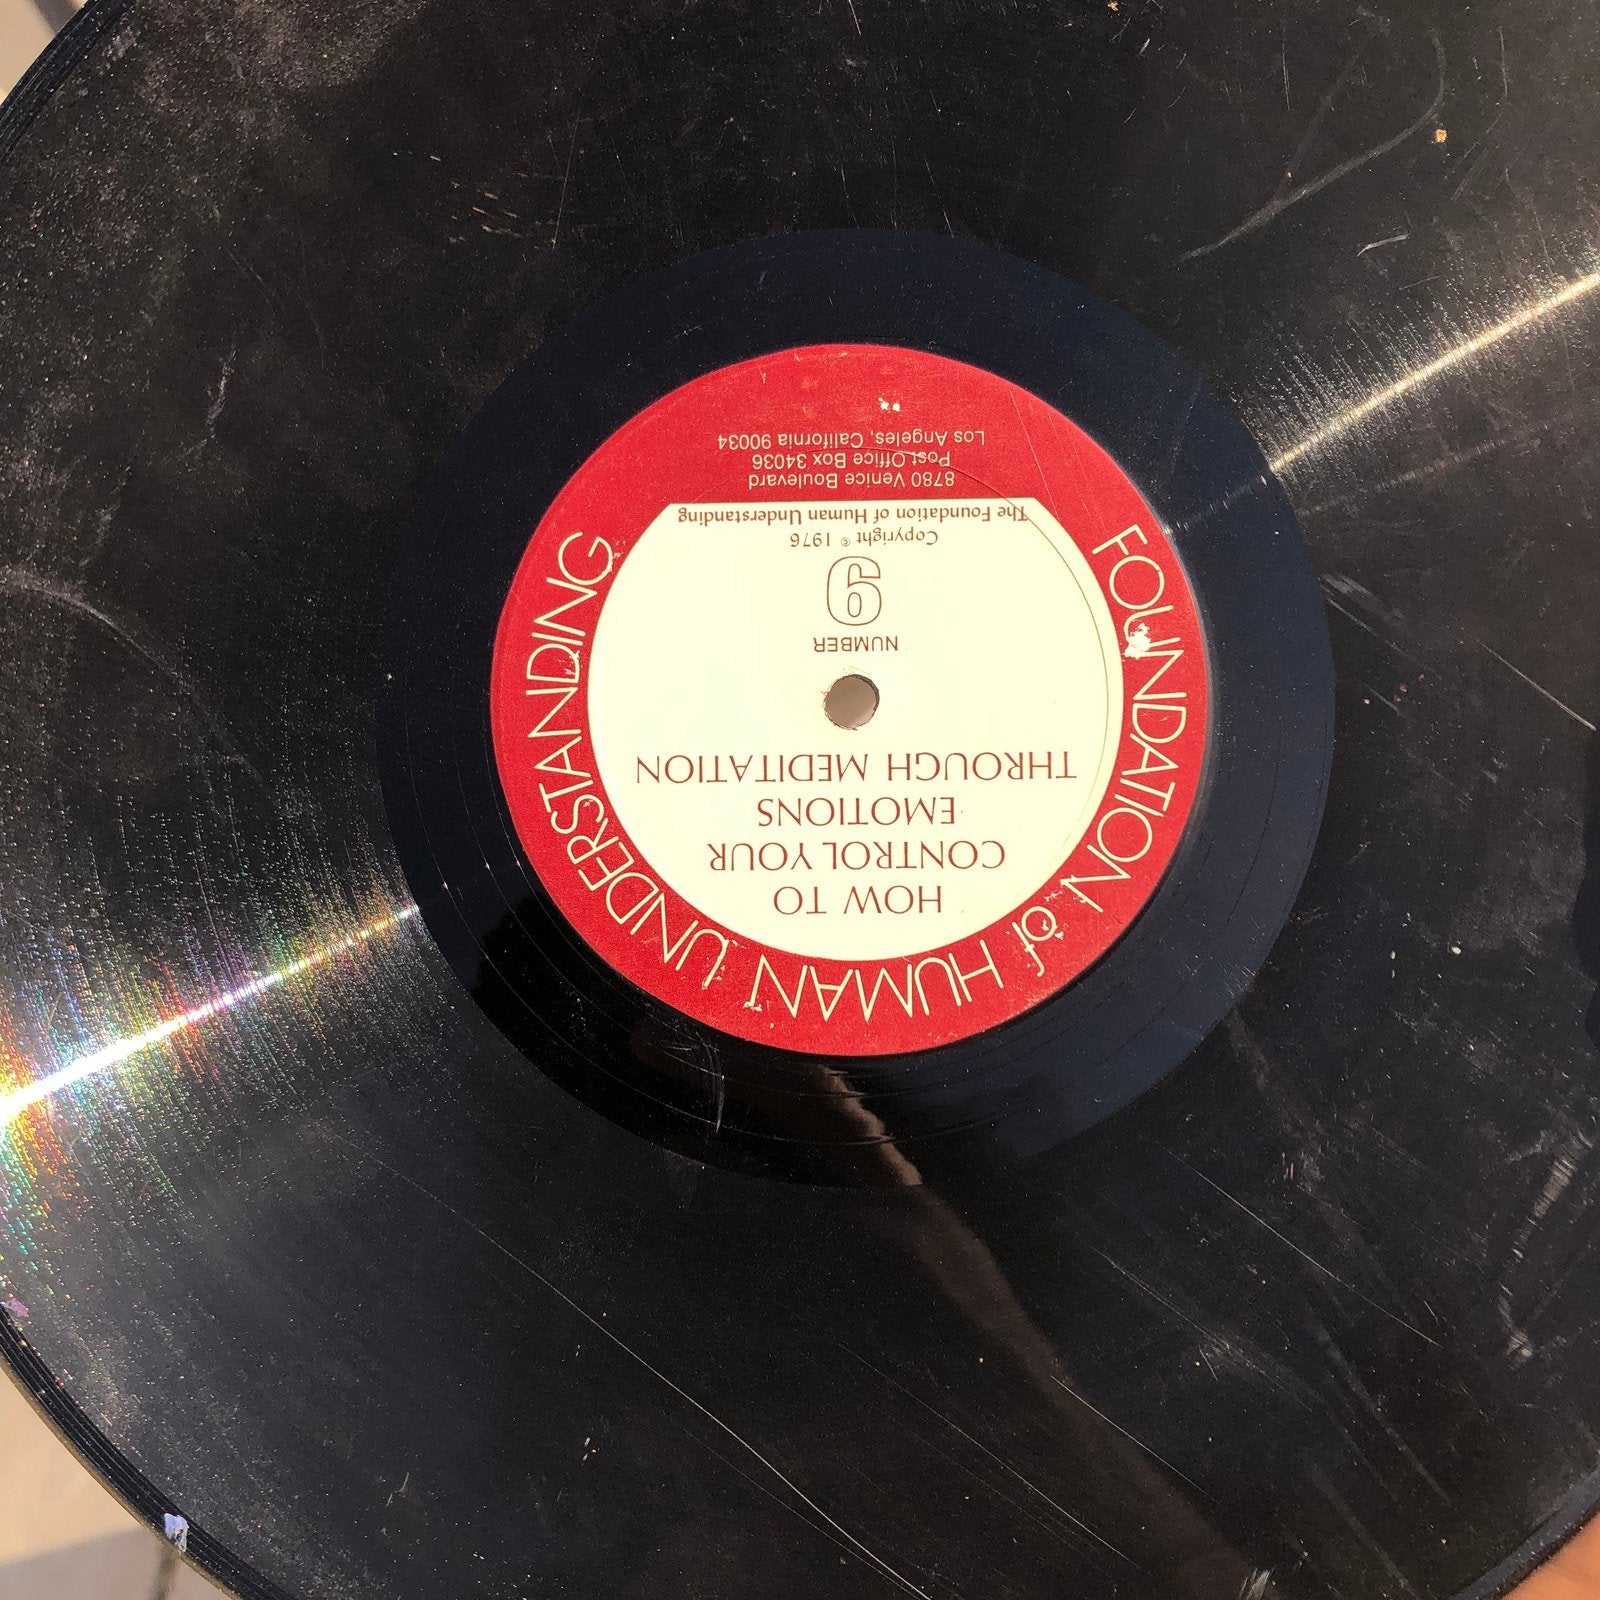 FOUNDATION of HUMAN UNDERSTANDING
HOW TO
CONTROL YOUR
EMOTIONS
THROUGH MEDITATION
NUMBER
6
Copyright © 1976
The Foundation of Human Understanding
8780 Venice Boulevard
Post Office Box 34036
Los Angeles, California 90034